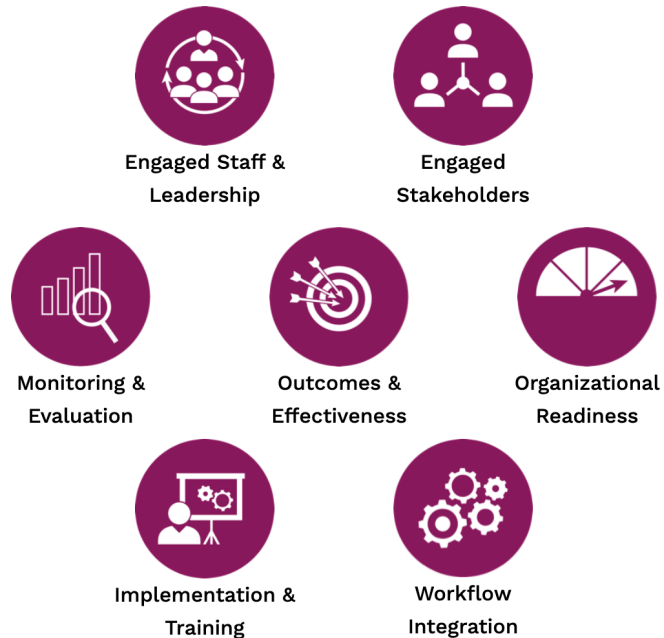 Engaged Staff &
Leadership
Engaged
Stakeholders
Monitoring &
Evaluation
Outcomes &
Effectiveness
Organizational
Readiness
Implementation &
Training
Workflow
Integration